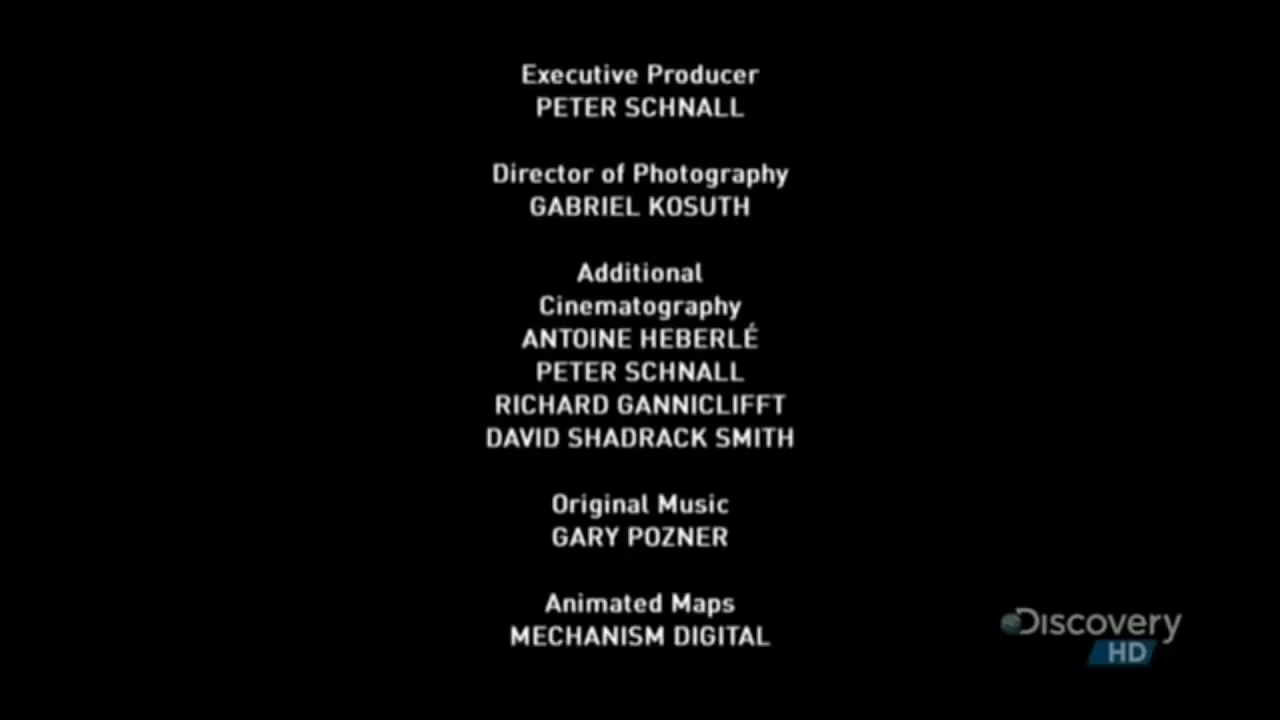 Executive Producer
PETER SCHNALL
Director of Photography
GABRIEL KOSUTH
Additional
Cinematography
ANTOINE HEBERLÉ
PETER SCHNALL
RICHARD GANNICLIFFT
DAVID SHADRACK SMITH
Original Music
GARY POZNER
Animated Maps
MECHANISM DIGITAL
Discovery
HD